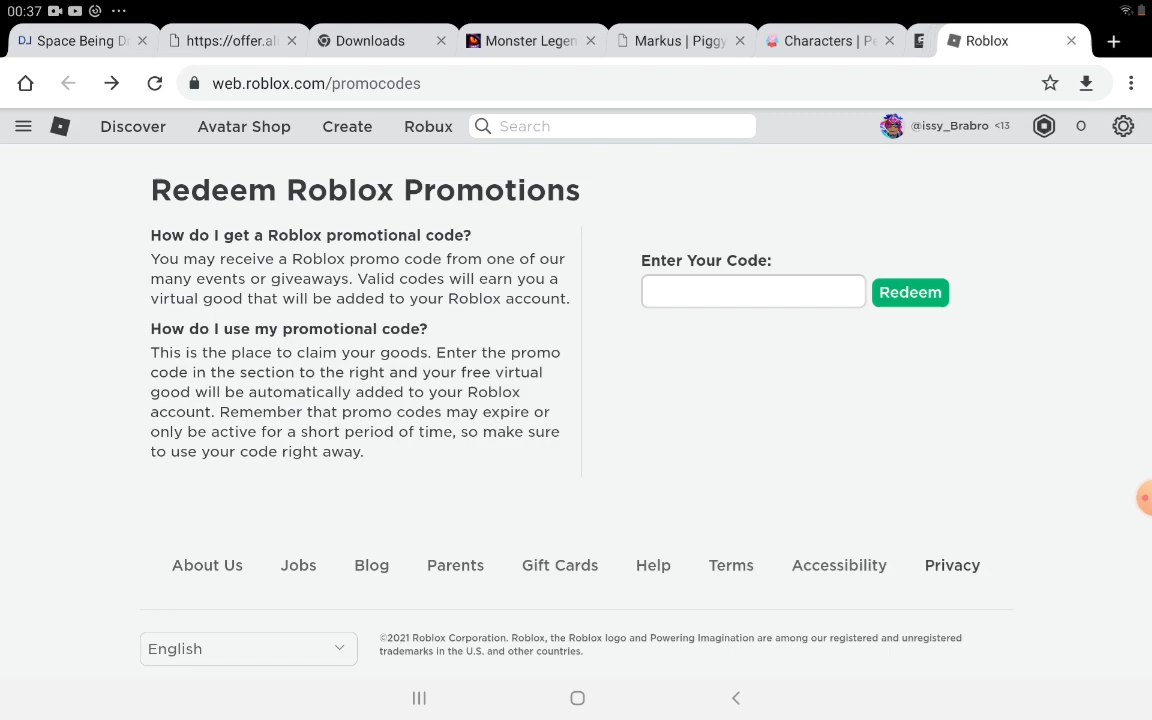 00:37
Space Being Dr
https://offer.al
Downloads
Monster Legen
Markus | Piggy
Characters | Pe
Roblox
web.roblox.com/promocodes
Discover Avatar Shop Create Robux Search @issy_Brabro <13 0
Redeem Roblox Promotions
How do I get a Roblox promotional code?
You may receive a Roblox promo code from one of our
many events or giveaways. Valid codes will earn you a
virtual good that will be added to your Roblox account.
How do I use my promotional code?
This is the place to claim your goods. Enter the promo
code in the section to the right and your free virtual
good will be automatically added to your Roblox
account. Remember that promo codes may expire or
only be active for a short period of time, so make sure
to use your code right away.
Enter Your Code:
Redeem
About Us Jobs Blog Parents Gift Cards Help Terms Accessibility Privacy
English
©2021 Roblox Corporation. Roblox, the Roblox logo and Powering Imagination are among our registered and unregistered
trademarks in the U.S. and other countries.